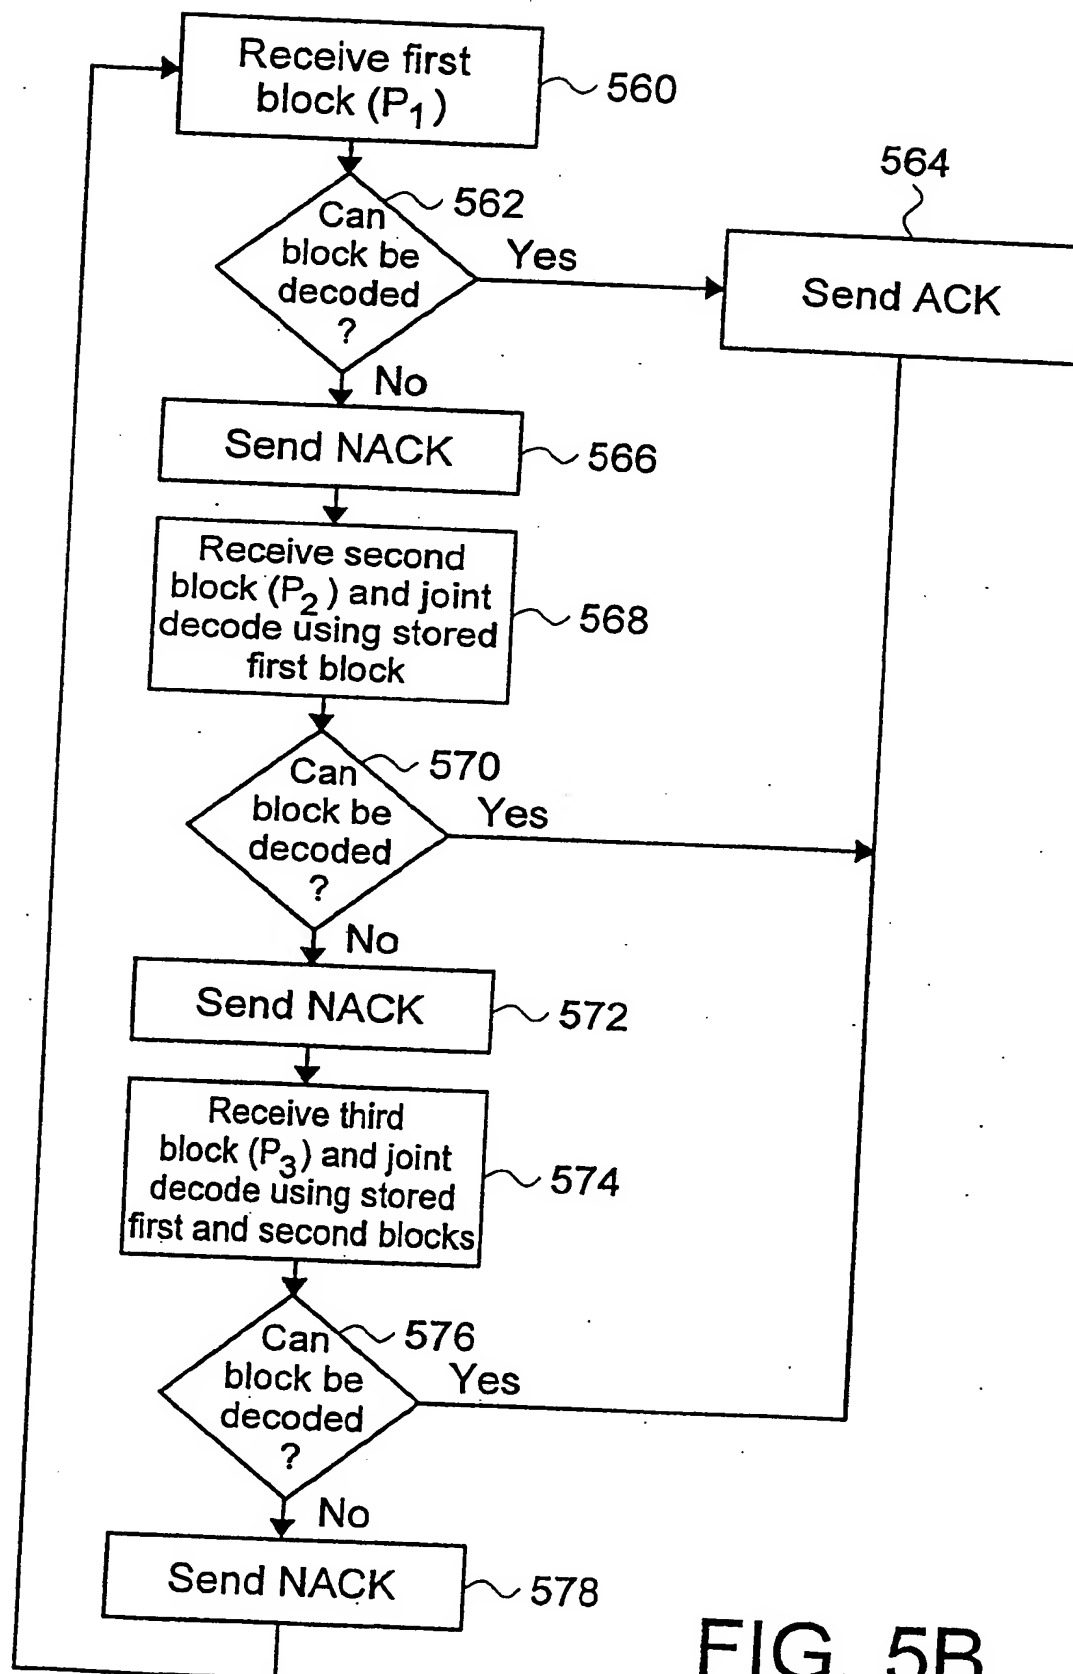 Receive first
block (P1)
560
564
562
Can
block be
decoded
?
Yes
Send ACK
No
Send NACK
566
Receive second
block (P2) and joint
decode using stored
first block
568
570
Can
block be
decoded
?
Yes
No
Send NACK
572
Receive third
block (P3) and joint
decode using stored
first and second blocks
574
576
Can
block be
decoded
?
Yes
No
Send NACK
578
FIG. 5B